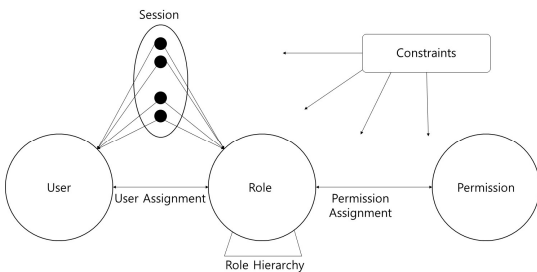 Session
Constraints
User
User Assignment
Role
Permission
Assignment
Permission
Role Hierarchy